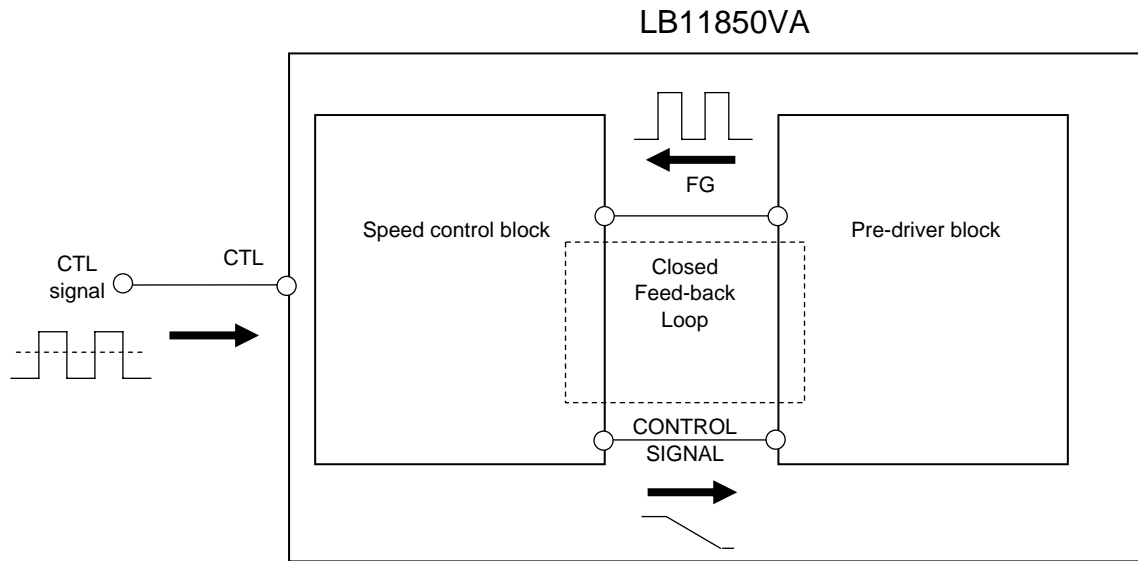 LB11850VA
FG
Speed control block
Pre-driver block
CTL
signal
CTL
Closed
Feed-back
Loop
CONTROL
SIGNAL